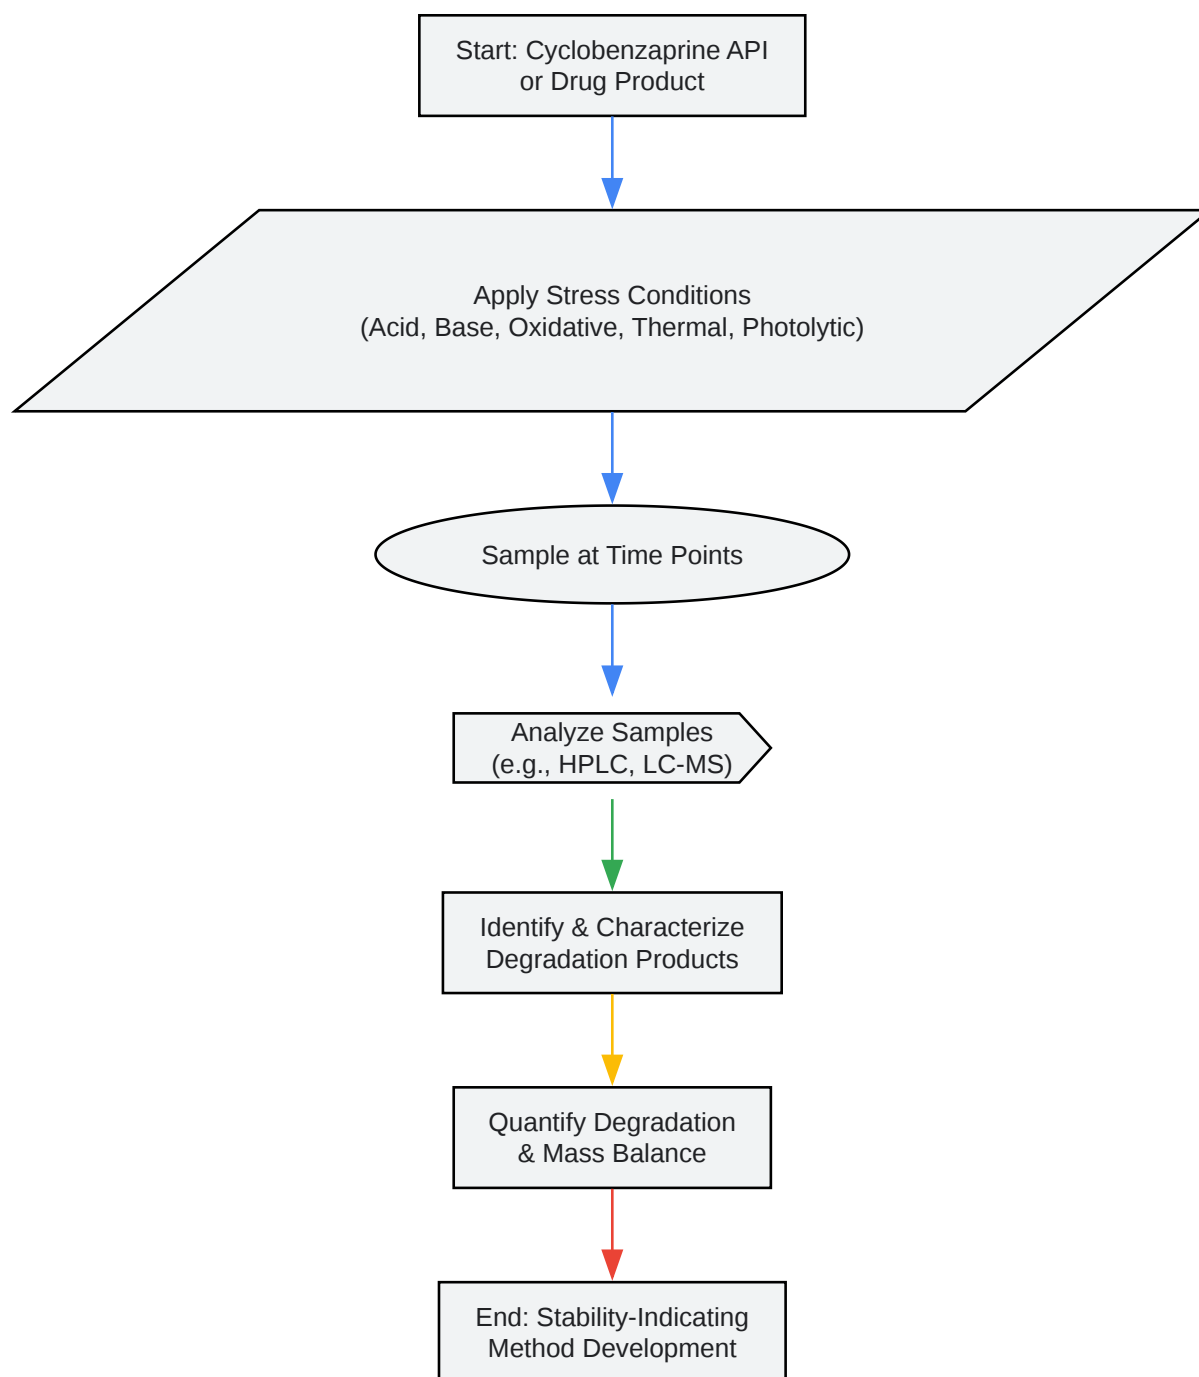 Start: Cyclobenzaprine API
or Drug Product
Apply Stress Conditions
(Acid, Base, Oxidative, Thermal, Photolytic)
Sample at Time Points
Analyze Samples
(e.g., HPLC, LC-MS)
Identify & Characterize
Degradation Products
Quantify Degradation
& Mass Balance
End: Stability-Indicating
Method Development